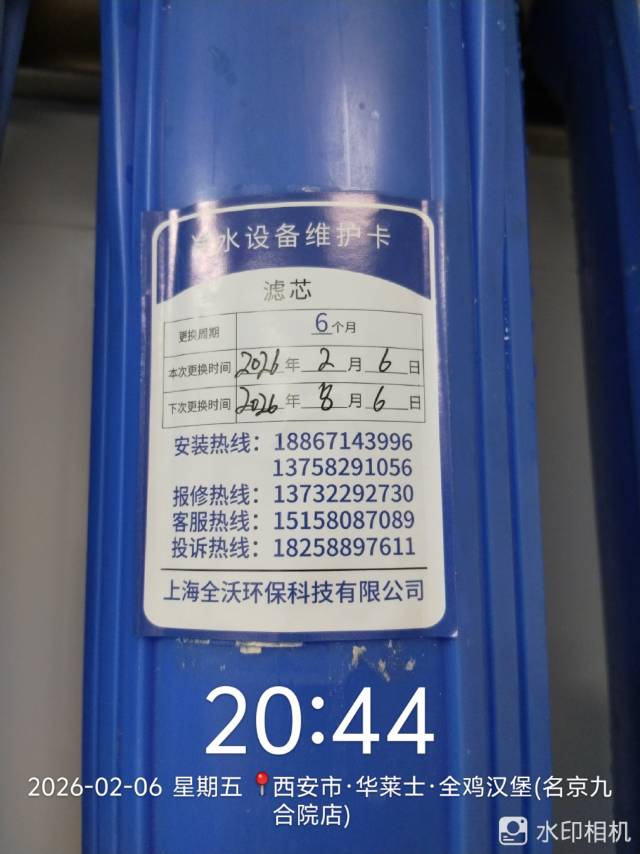 水设备维护卡
滤芯
更换周期 6个月
本次更换时间 2026年2月6日
下次更换时间 2026年8月6日
安装热线：18867143996
13758291056
报修热线：13732292730
客服热线：15158087089
投诉热线：18258897611
上海全沃环保科技有限公司
20:44
2026-02-06 星期五 西安市·华莱士·全鸡汉堡(名京九
合院店)
水印相机